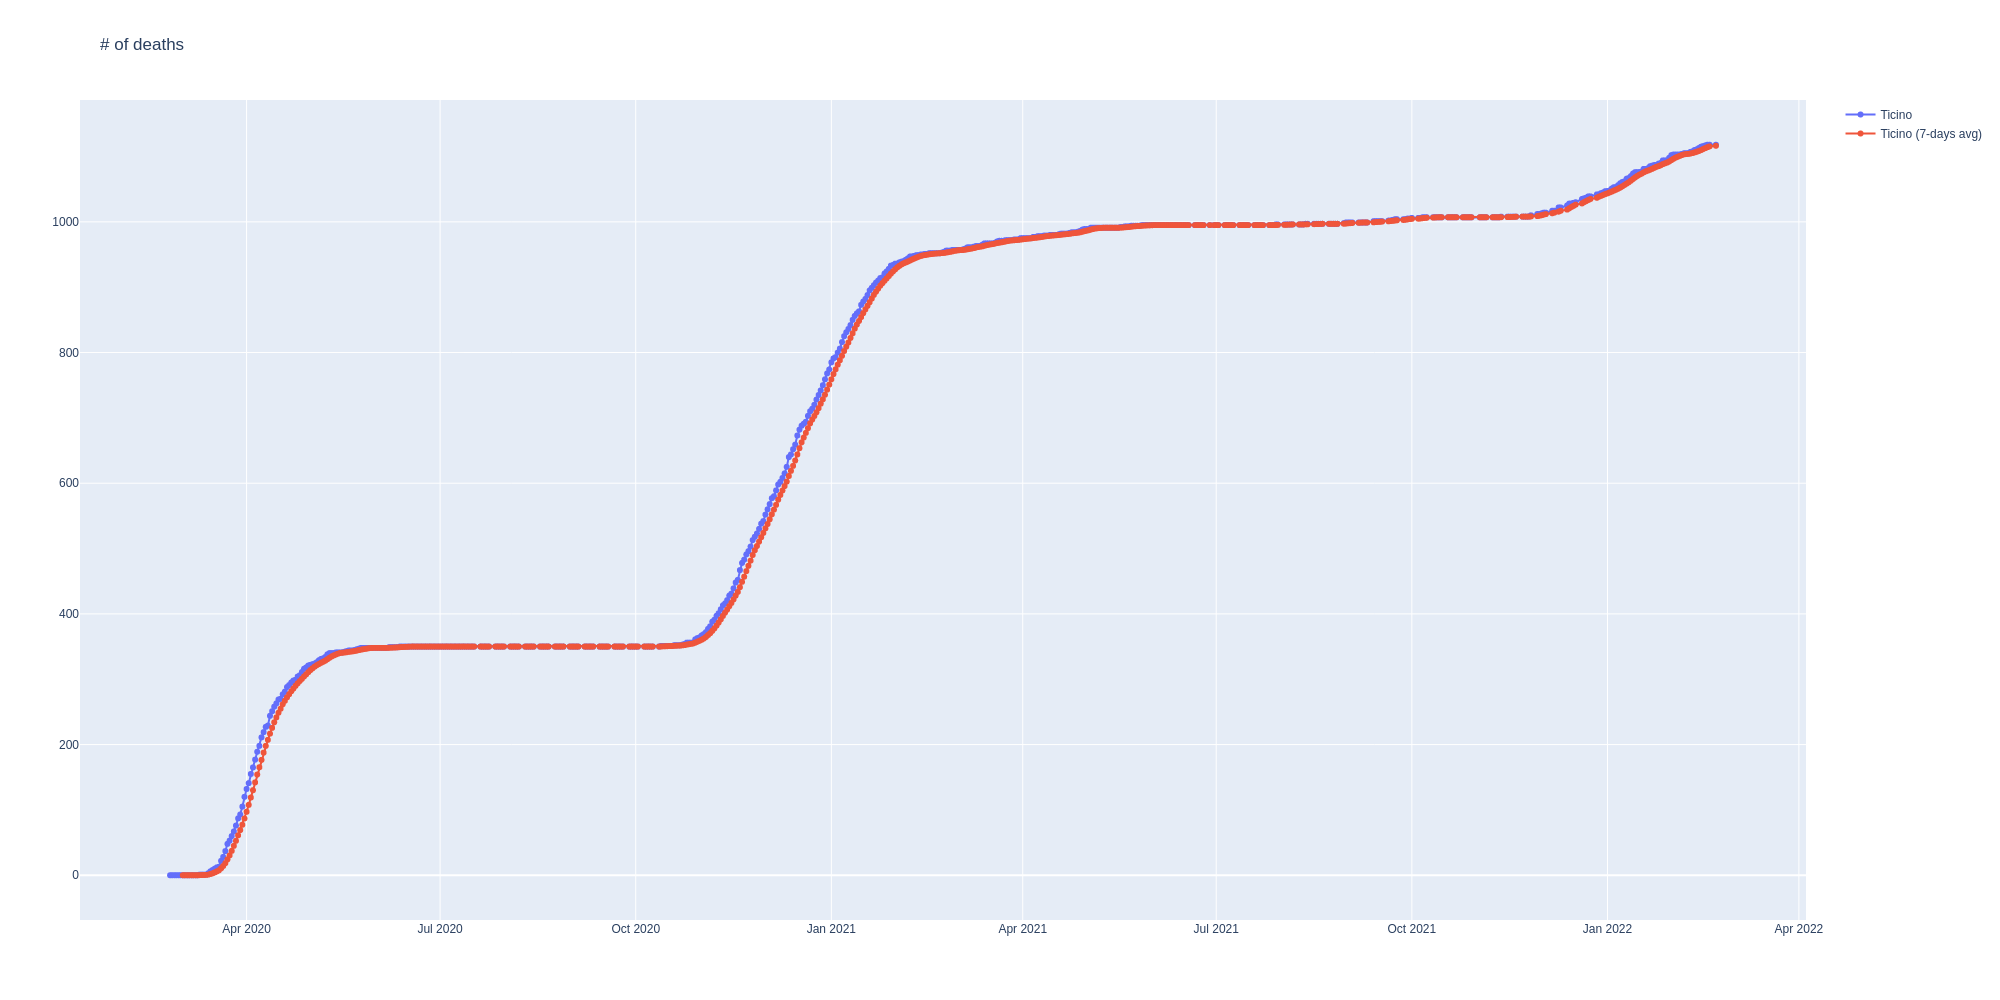 # of deaths
Ticino
Ticino (7-days avg)
1000
800
600
400
200
0
Apr 2020
Jul 2020
Oct 2020
Jan 2021
Apr 2021
Jul 2021
Oct 2021
Jan 2022
Apr 2022